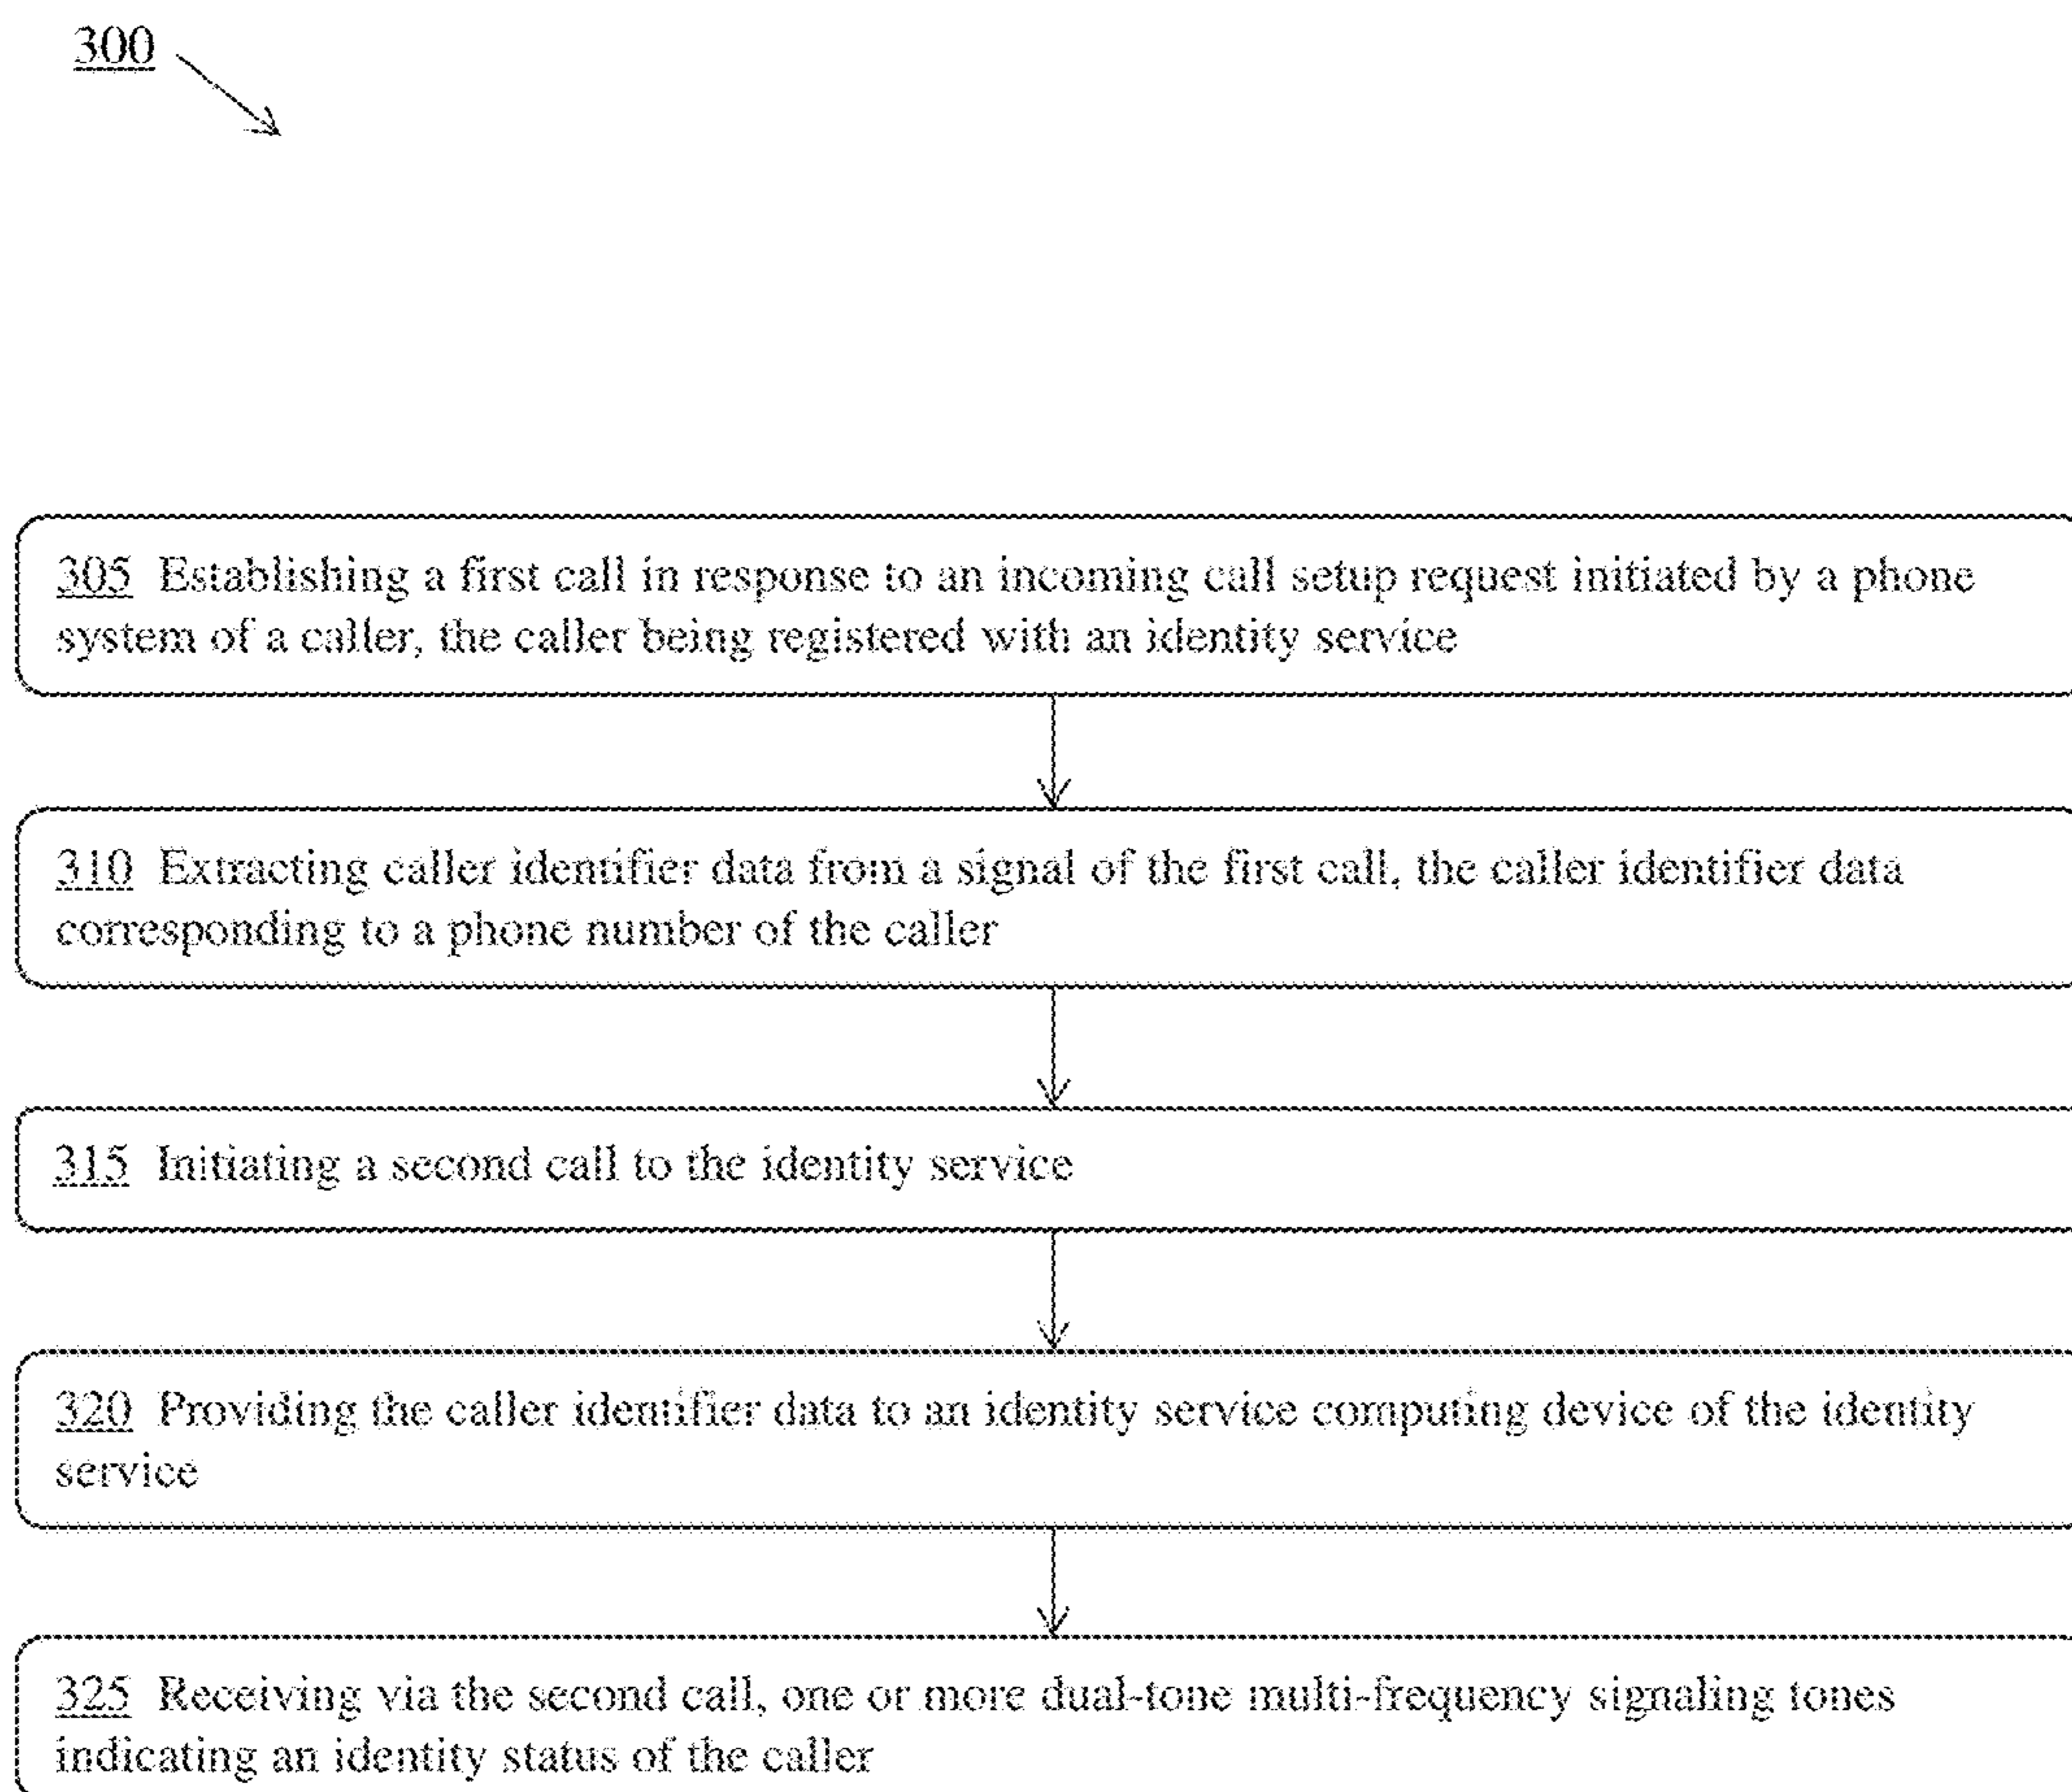 300
305 Establishing a first call in response to an incoming call setup request initiated by a phone
system of a caller, the caller being registered with an identity service
310 Extracting caller identifier data from a signal of the first call, the caller identifier data
corresponding to a phone number of the caller
315 Initiating a second call to the identity service
320 Providing the caller identifier data to an identity service computing device of the identity
service
325 Receiving via the second call, one or more dual-tone multi-frequency signaling tones
indicating an identity status of the caller